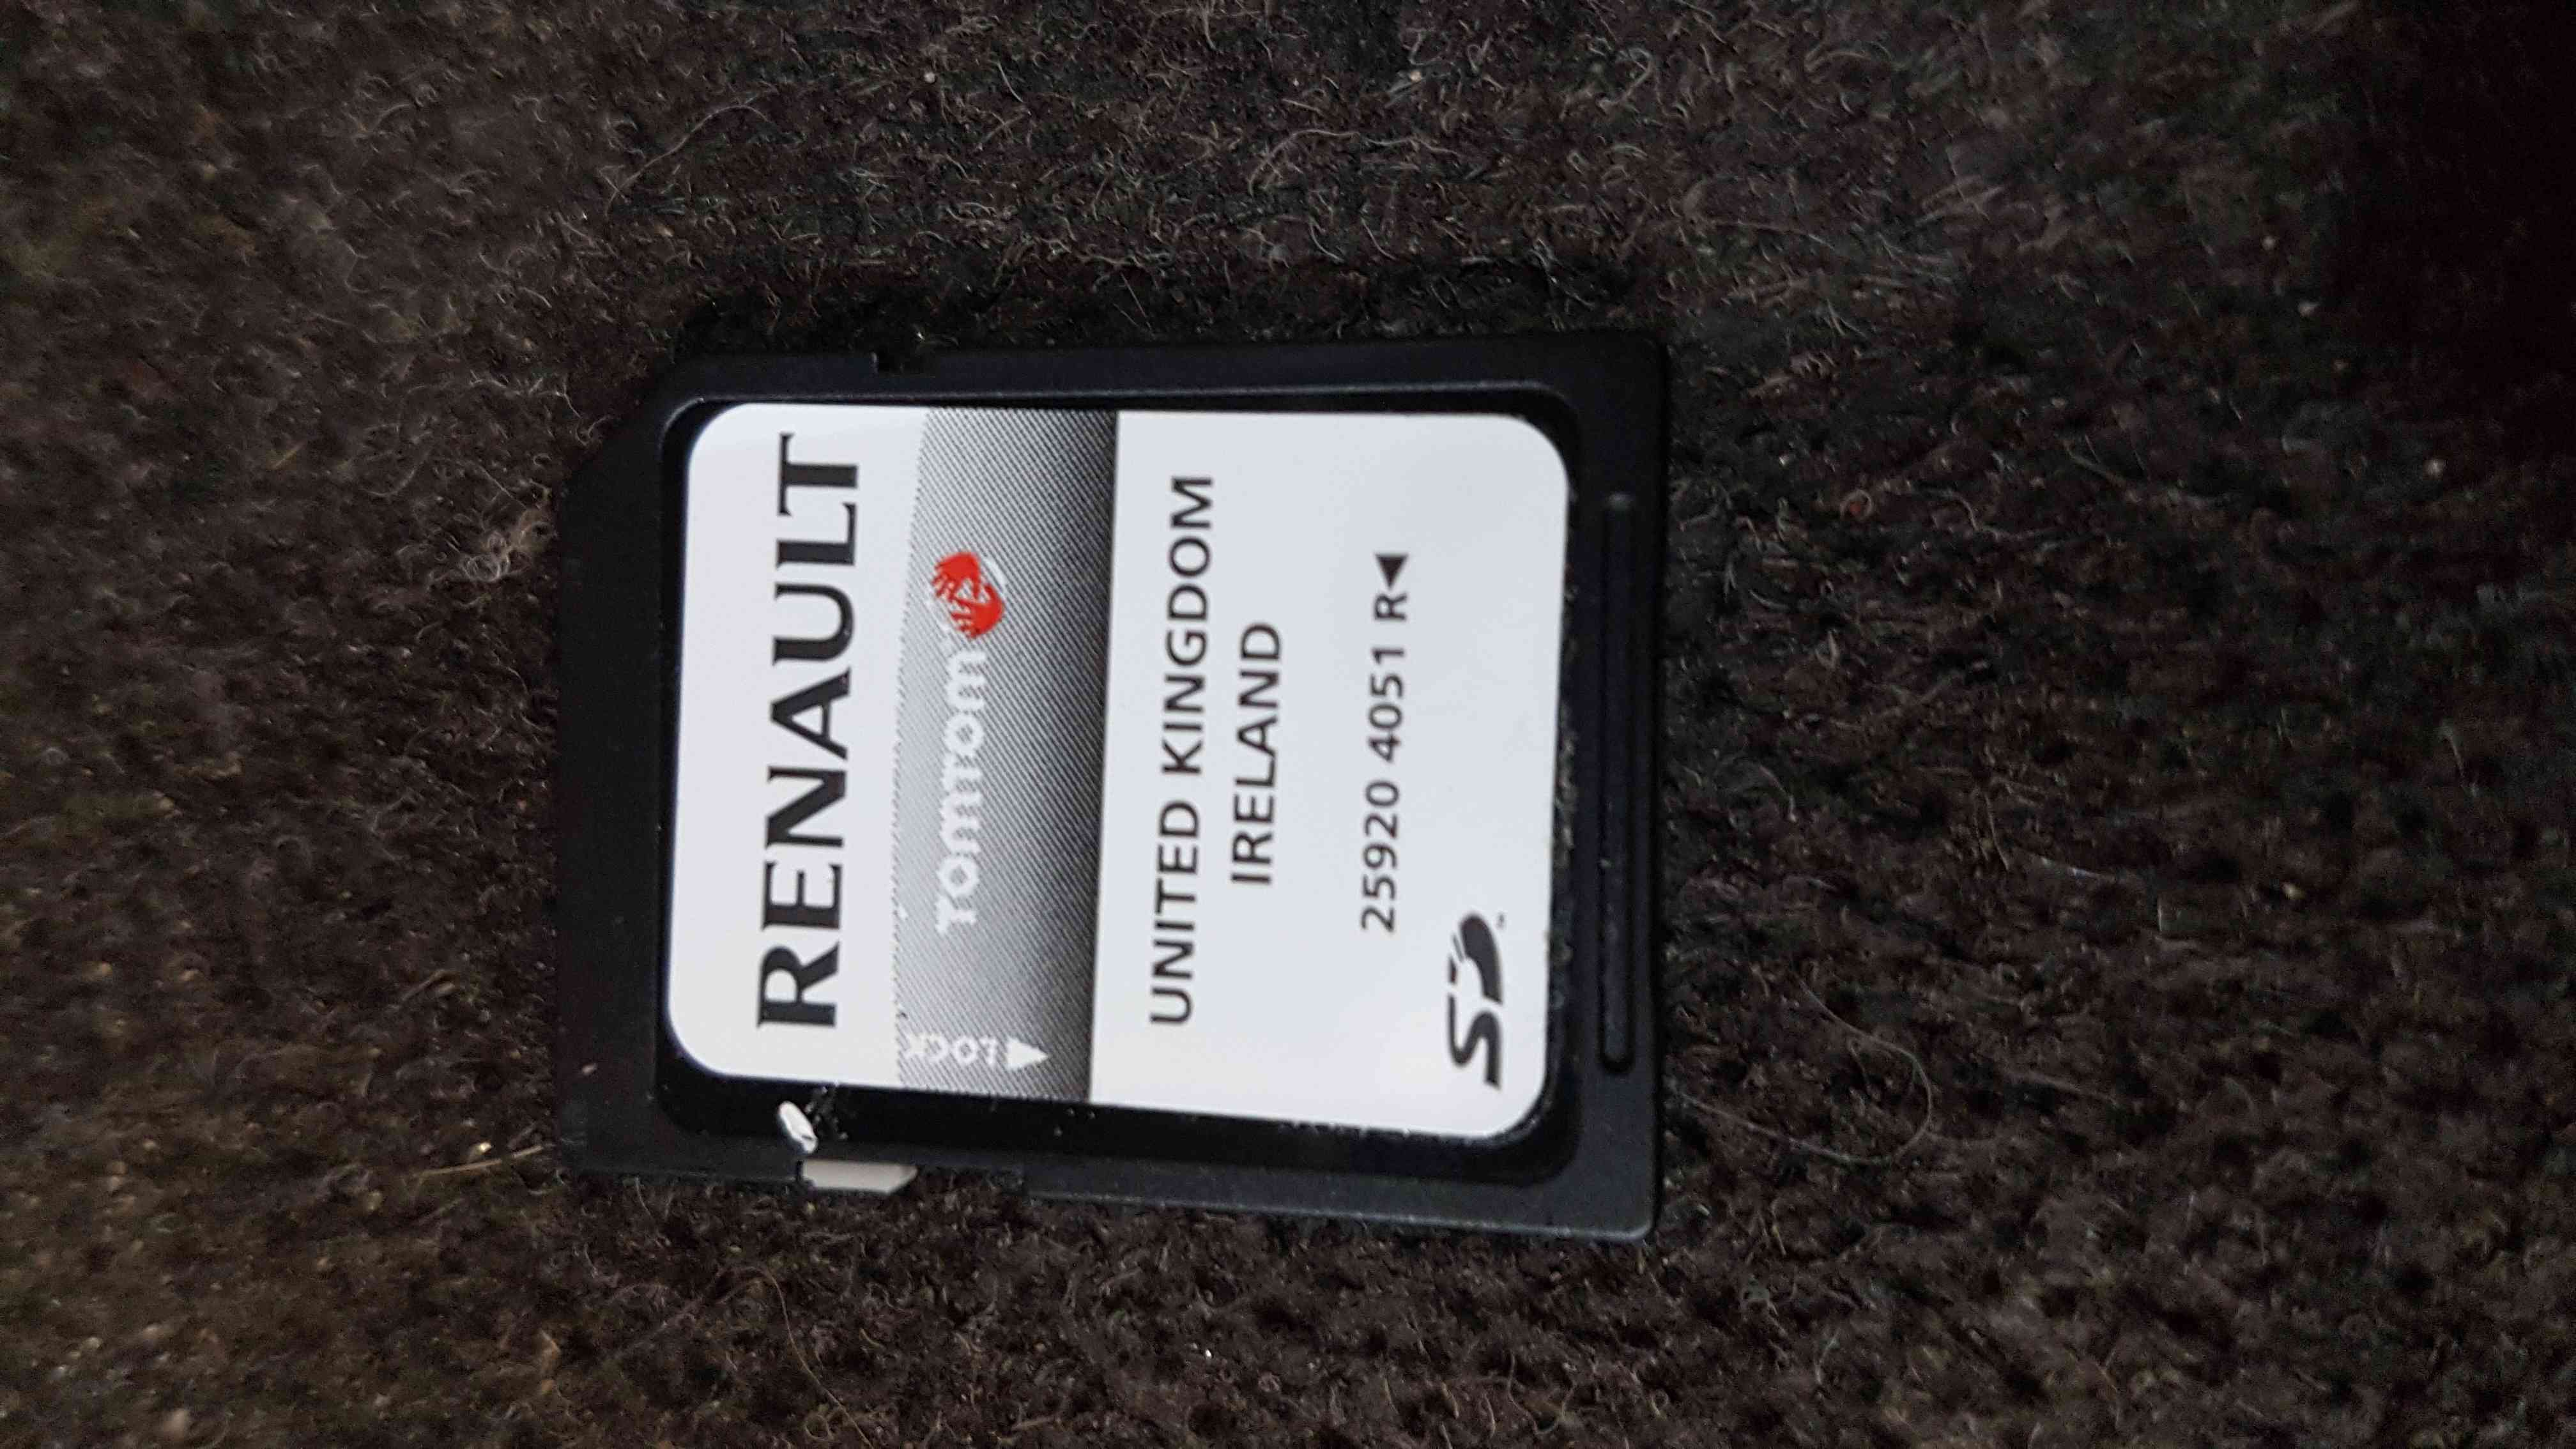 RENAULT
TOMTOM
LOCK
UNITED KINGDOM
IRELAND
25920 4051 R◀
SD